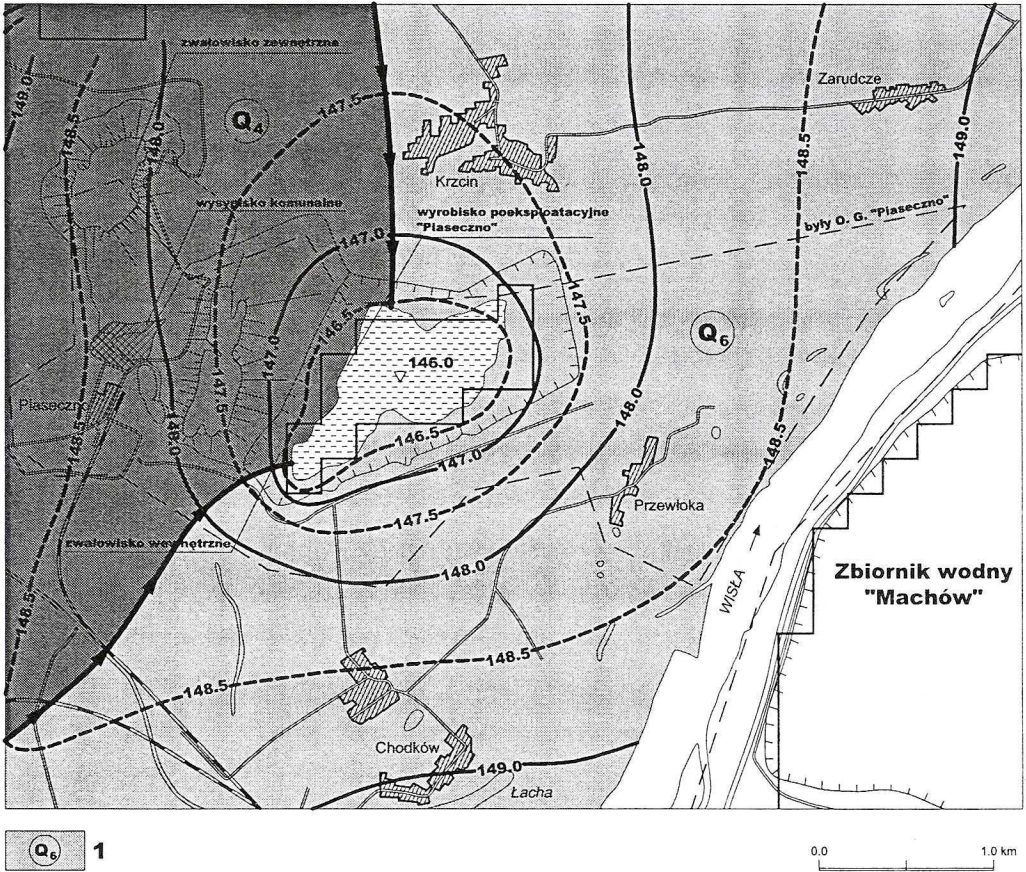 zwałowisko zewnętrzne
Zarudcze
149.0
148.5
148.0
147.5
Q4
Krzcin
148.0
148.5
149.0
wysypisko komunalne
wyrobisko poeksploatacyjne
"Piaseczno"
były O. G. "Piaseczno"
147.0
146.5
147.5
Q6
146.0
147.0
147.5
Piaseczno
148.0
148.5
146.5
147.0
148.0
148.5
147.5
Przewłoka
zwałowisko wewnętrzne
148.0
Zbiornik wodny
"Machów"
WISŁA
148.5
148.5
148.5
Chodków
149.0
Łacha
Q6 1
0.0 1.0 km